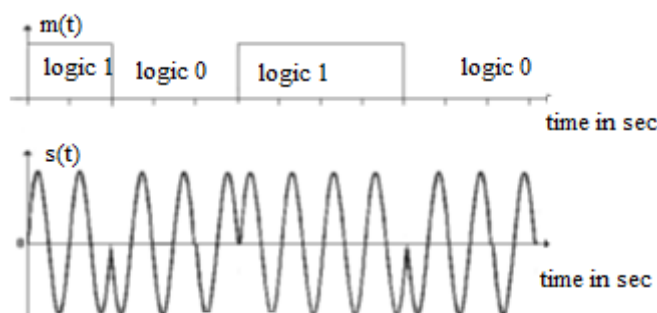 m(t)
logic 1 logic 0 logic 1 logic 0
time in sec
s(t)
0
time in sec